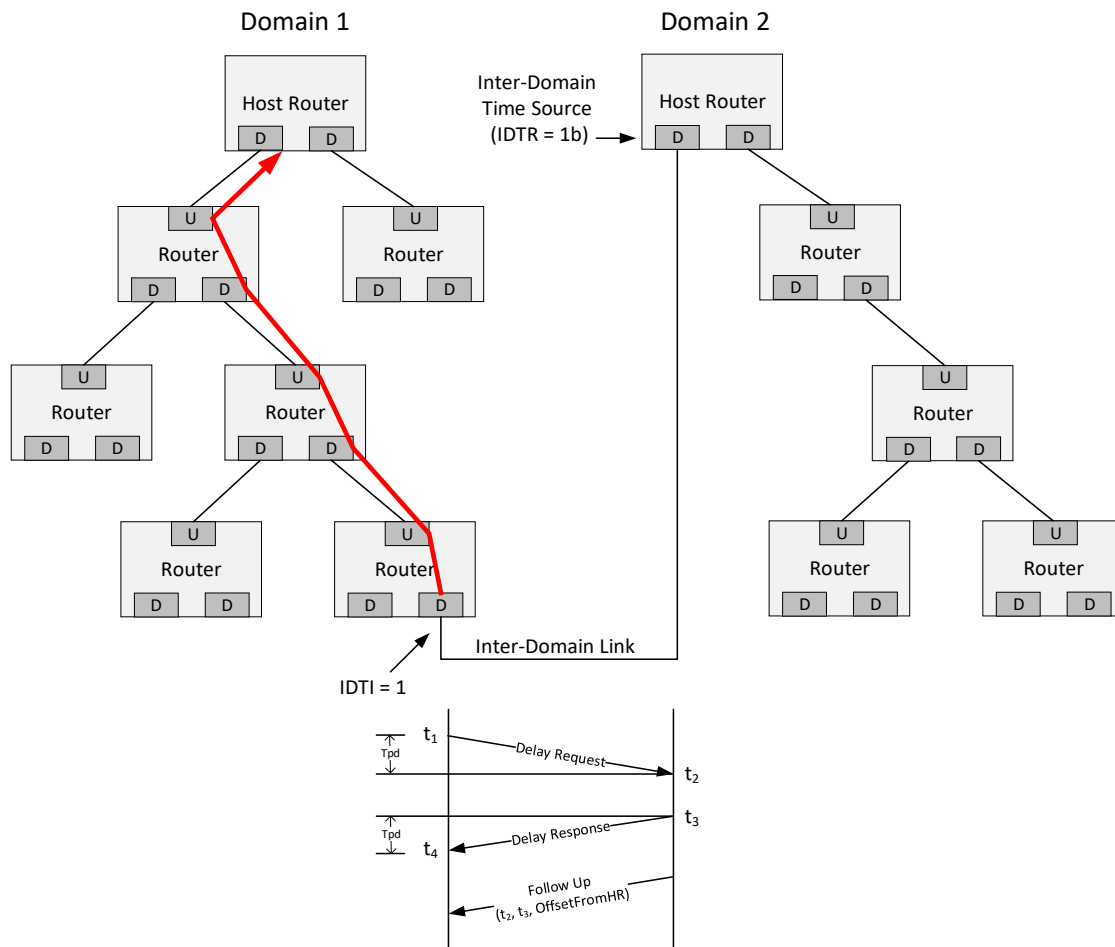 Domain 1
Domain 2
Host Router
D
D
Inter-Domain
Time Source
(IDTR = 1b)
Host Router
D
D
U
Router
D
D
U
Router
D
D
U
Router
D
D
U
Router
D
D
U
Router
D
D
U
Router
D
D
U
Router
D
D
U
Router
D
D
U
Router
D
D
U
Router
D
D
U
Router
D
D
Inter-Domain Link
IDTI = 1
t1
Tpd
Delay Request
t2
t3
Tpd
Delay Response
t4
Follow Up
(t2, t3, OffsetFromHR)